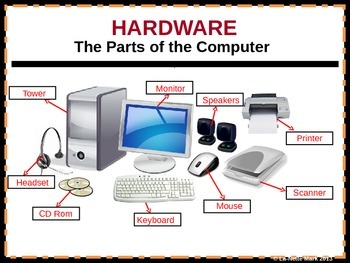 HARDWARE
The Parts of the Computer
Monitor
Tower
Speakers
Printer
Headset
Scanner
Mouse
CD Rom
Keyboard
© La-Nette Mark 2013